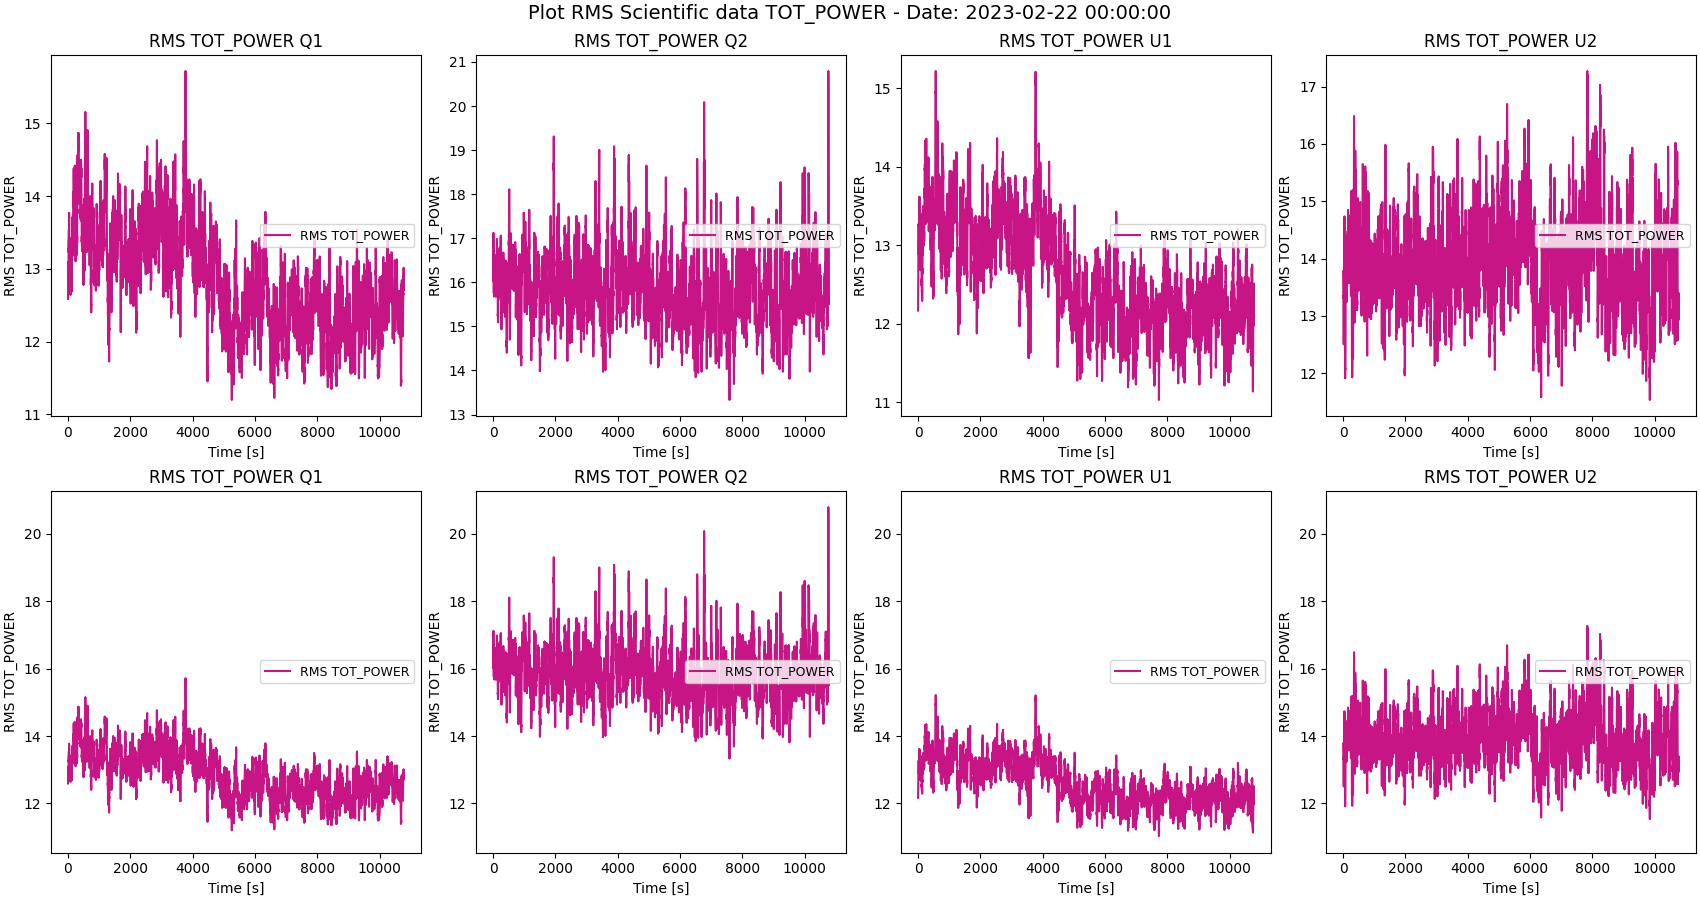 Plot RMS Scientific data TOT_POWER - Date: 2023-02-22 00:00:00
RMS TOT_POWER Q1
RMS TOT_POWER
15
14
13
12
11
RMS TOT_POWER
0 2000 4000 6000 8000 10000
Time [s]
RMS TOT_POWER Q2
RMS TOT_POWER
21
20
19
18
17
16
15
14
13
RMS TOT_POWER
0 2000 4000 6000 8000 10000
Time [s]
RMS TOT_POWER U1
RMS TOT_POWER
15
14
13
12
11
RMS TOT_POWER
0 2000 4000 6000 8000 10000
Time [s]
RMS TOT_POWER U2
RMS TOT_POWER
17
16
15
14
13
12
RMS TOT_POWER
0 2000 4000 6000 8000 10000
Time [s]
RMS TOT_POWER Q1
RMS TOT_POWER
20
18
16
14
12
RMS TOT_POWER
0 2000 4000 6000 8000 10000
Time [s]
RMS TOT_POWER Q2
RMS TOT_POWER
20
18
16
14
12
RMS TOT_POWER
0 2000 4000 6000 8000 10000
Time [s]
RMS TOT_POWER U1
RMS TOT_POWER
20
18
16
14
12
RMS TOT_POWER
0 2000 4000 6000 8000 10000
Time [s]
RMS TOT_POWER U2
RMS TOT_POWER
20
18
16
14
12
RMS TOT_POWER
0 2000 4000 6000 8000 10000
Time [s]